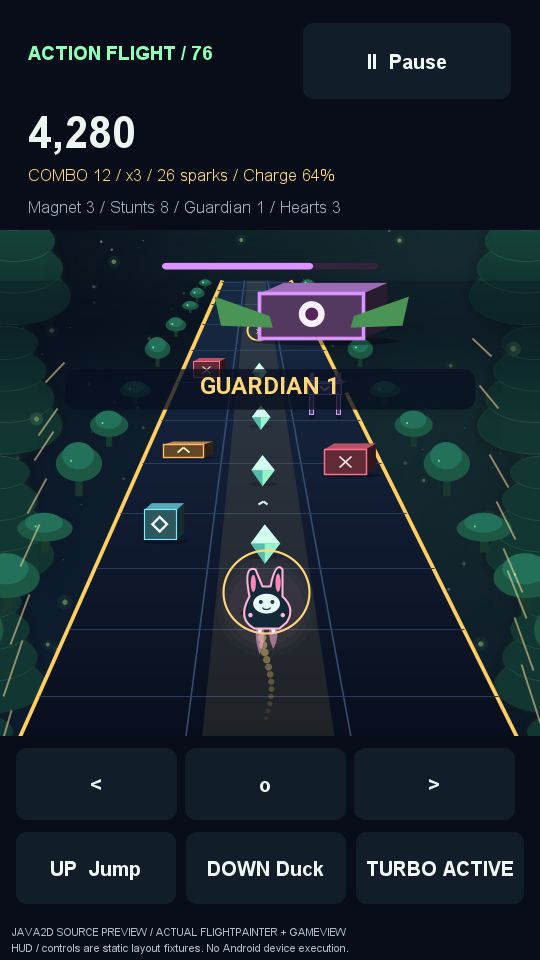 ACTION FLIGHT / 76
II Pause
4,280
COMBO 12 / x3 / 26 sparks / Charge 64%
Magnet 3 / Stunts 8 / Guardian 1 / Hearts 3
GUARDIAN 1
< o >
UP Jump DOWN Duck TURBO ACTIVE
JAVA2D SOURCE PREVIEW / ACTUAL FLIGHTPAINTER + GAMEVIEW
HUD / controls are static layout fixtures. No Android device execution.